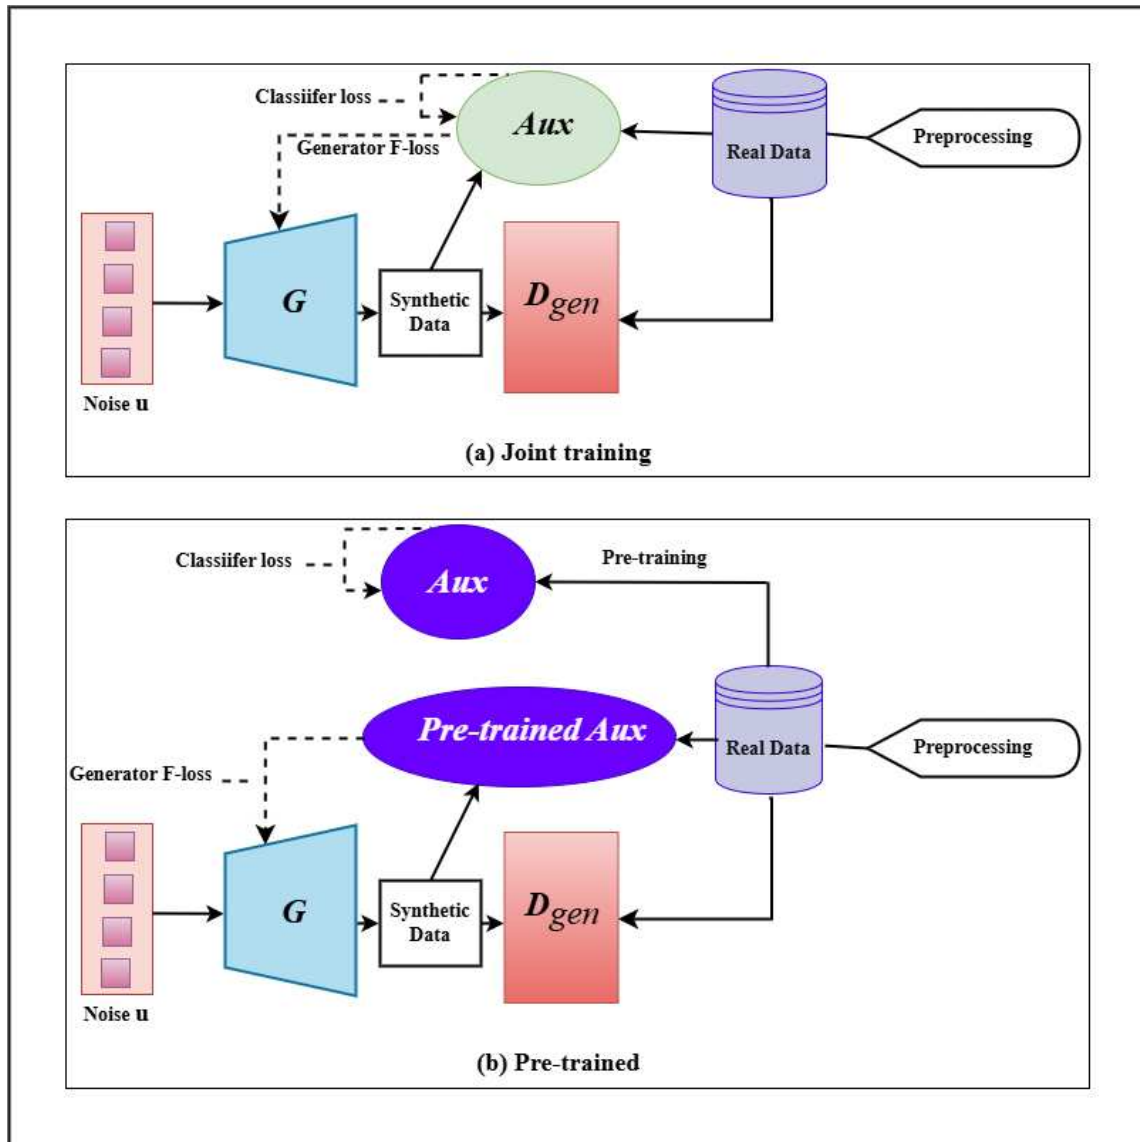 Classiifer loss
Aux
Generator F-loss
Real Data
Preprocessing
G
Synthetic
Data
Dgen
Noise u
(a) Joint training
Classiifer loss
Aux
Pre-training
Pre-trained Aux
Real Data
Preprocessing
Generator F-loss
G
Synthetic
Data
Dgen
Noise u
(b) Pre-trained